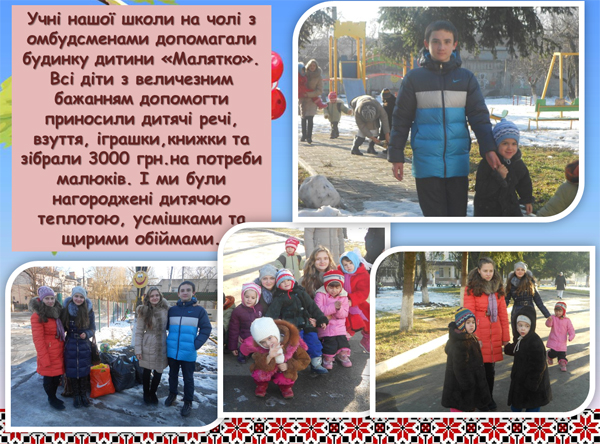 Учні нашої школи на чолі з
омбудсменами допомагали
будинку дитини «Малятко».
Всі діти з величезним
бажанням допомогти
приносили дитячі речі,
взуття, іграшки,книжки та
зібрали 3000 грн.на потреби
малюків. І ми були
нагороджені дитячою
теплотою, усмішками та
щирими обіймами.